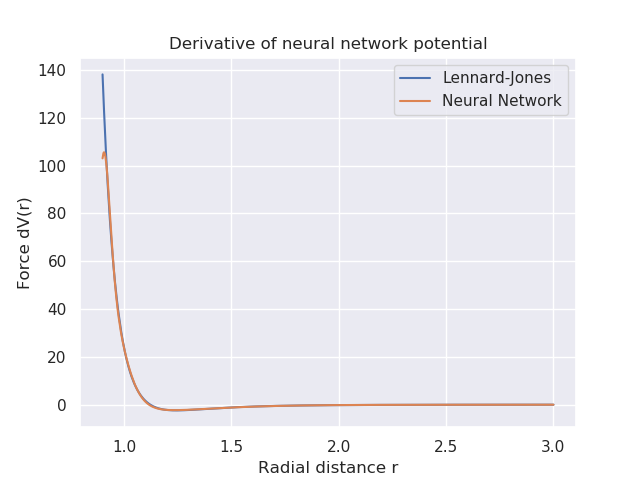 Derivative of neural network potential
Lennard-Jones
Neural Network
140
120
100
80
60
40
20
0
Force dV(r)
1.0
1.5
2.0
2.5
3.0
Radial distance r